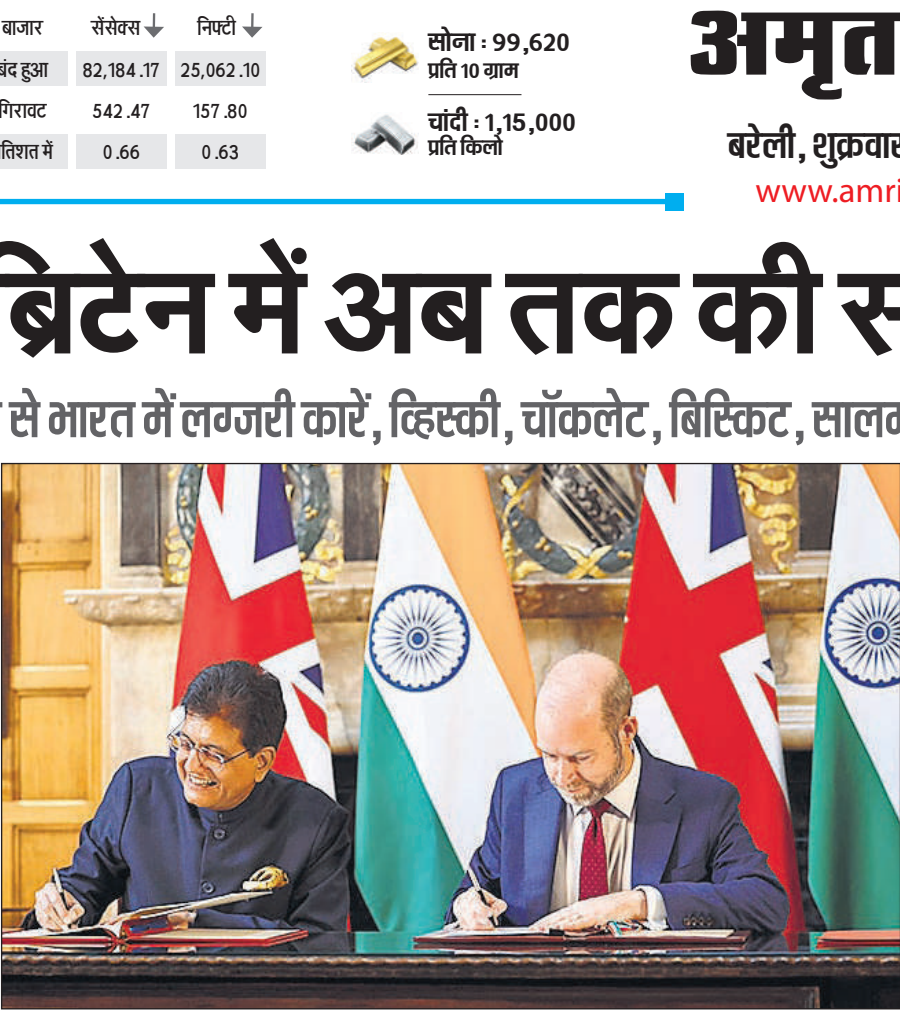 बाजार सेंसेक्स निफ्टी
बंद हुआ 82,184.17 25,062.10
गिरावट 542.47 157.80
तिशत में 0.66 0.63
सोना : 99,620
प्रति 10 ग्राम
चांदी : 1,15,000
प्रति किलो
अमृत
बरेली, शुक्रवार
www.amri
ब्रिटेन में अब तक की स
से भारत में लग्जरी कारें, व्हिस्की, चॉकलेट, बिस्किट, सालम